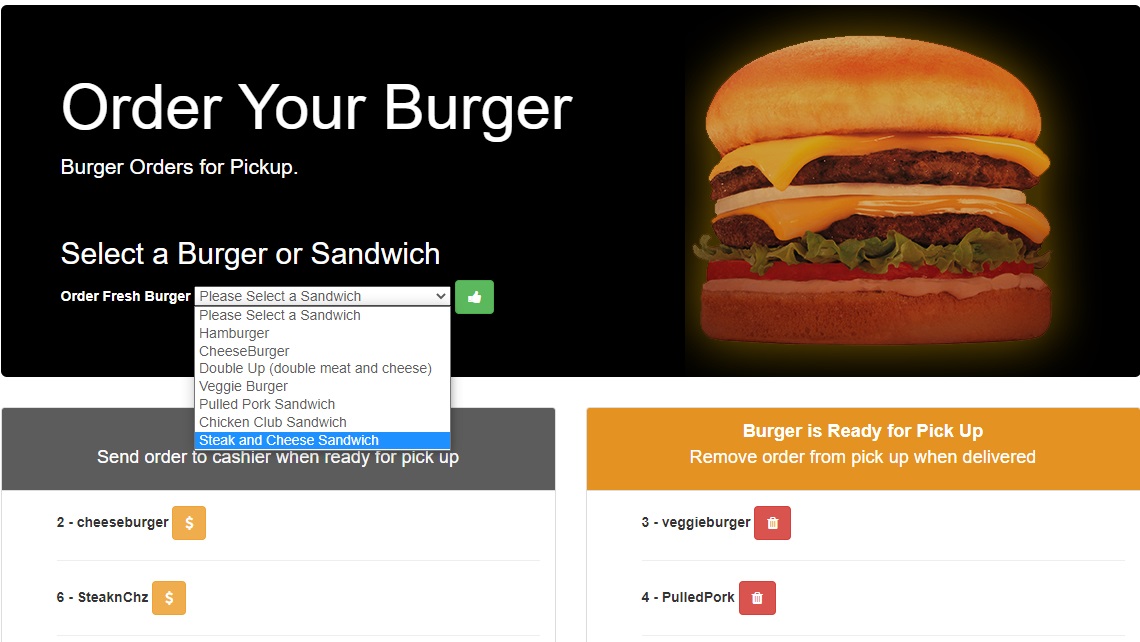 Order Your Burger
Burger Orders for Pickup.
Select a Burger or Sandwich
Order Fresh Burger Please Select a Sandwich
Please Select a Sandwich
Hamburger
CheeseBurger
Double Up (double meat and cheese)
Veggie Burger
Pulled Pork Sandwich
Chicken Club Sandwich
Steak and Cheese Sandwich
Send order to cashier when ready for pick up
2 - cheeseburger $
6 - SteaknChz $
Burger is Ready for Pick Up
Remove order from pick up when delivered
3 - veggieburger
4 - PulledPork